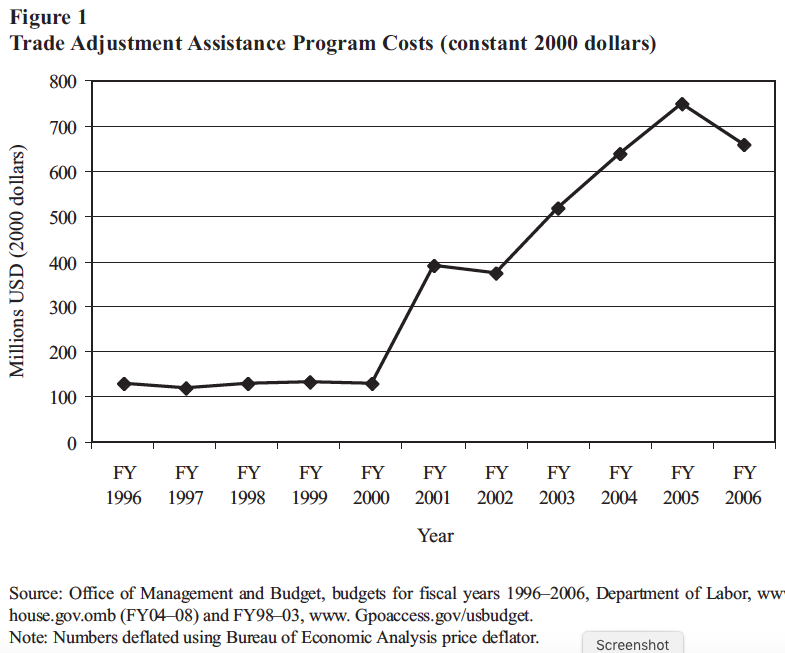 Figure 1
Trade Adjustment Assistance Program Costs (constant 2000 dollars)
Millions USD (2000 dollars)
800
700
600
500
400
300
200
100
0
FY FY FY FY FY FY FY FY FY FY FY
1996 1997 1998 1999 2000 2001 2002 2003 2004 2005 2006
Year
Source: Office of Management and Budget, budgets for fiscal years 1996–2006, Department of Labor, ww
house.gov.omb (FY04–08) and FY98–03, www. Gpoaccess.gov/usbudget.
Note: Numbers deflated using Bureau of Economic Analysis price deflator.
Screenshot